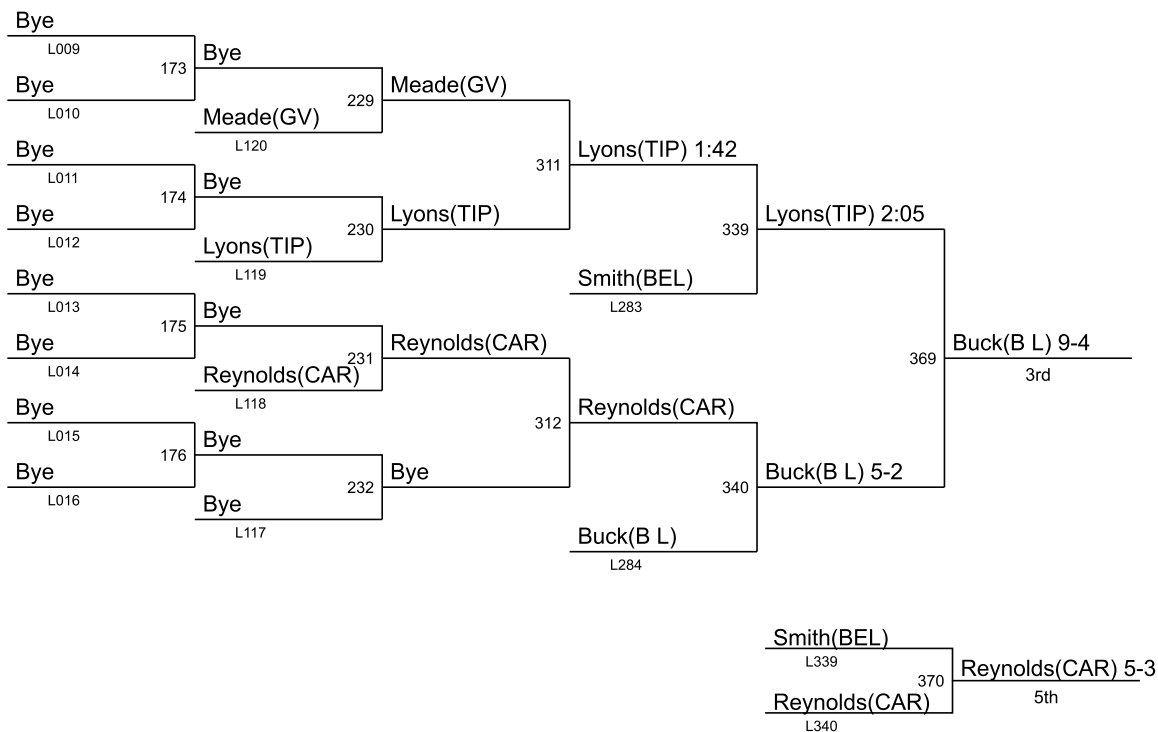 Bye
L009
173
Bye
Bye
L010
229
Meade(GV)
Meade(GV)
L120
Bye
L011
174
Bye
Bye
L012
230
Lyons(TIP)
Lyons(TIP)
L119
311
Lyons(TIP) 1:42
339
Lyons(TIP) 2:05
Smith(BEL)
L283
Bye
L013
175
Bye
Bye
L014
231
Reynolds(CAR)
Reynolds(CAR)
L118
Bye
L015
176
Bye
Bye
L016
232
Bye
Bye
L117
312
Reynolds(CAR)
340
Buck(B L) 5-2
Buck(B L)
L284
369
Buck(B L) 9-4
3rd
Smith(BEL)
L339
370
Reynolds(CAR) 5-3
5th
Reynolds(CAR)
L340